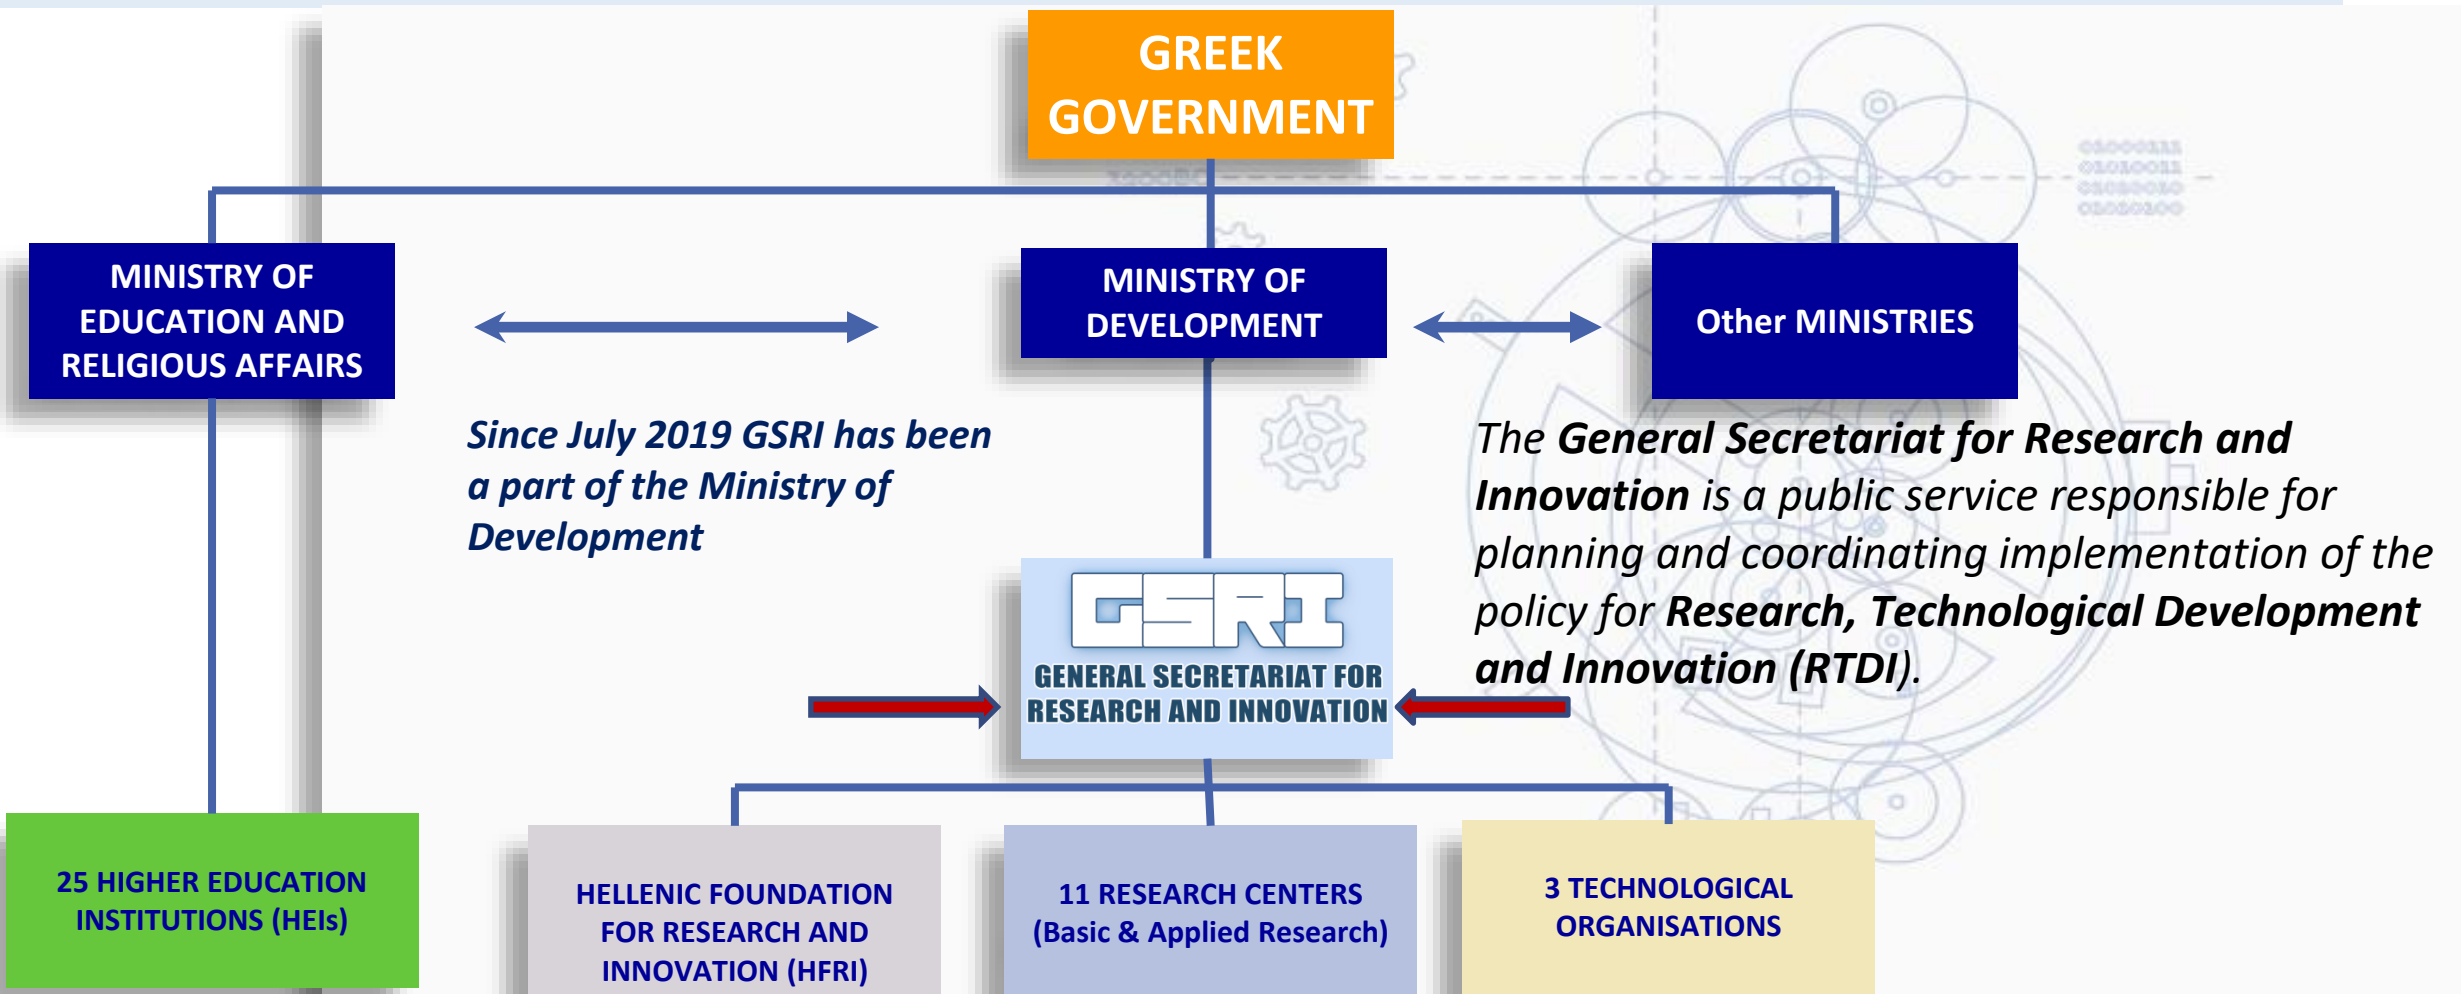 GREEK
GOVERNMENT
01000111
01010011
01010010
01010100
MINISTRY OF
EDUCATION AND
RELIGIOUS AFFAIRS
MINISTRY OF
DEVELOPMENT
Other MINISTRIES
Since July 2019 GSRI has been
a part of the Ministry of
Development
The General Secretariat for Research and
Innovation is a public service responsible for
planning and coordinating implementation of the
policy for Research, Technological Development
and Innovation (RTDI).
GSRI
GENERAL SECRETARIAT FOR
RESEARCH AND INNOVATION
25 HIGHER EDUCATION
INSTITUTIONS (HEIs)
HELLENIC FOUNDATION
FOR RESEARCH AND
INNOVATION (HFRI)
11 RESEARCH CENTERS
(Basic & Applied Research)
3 TECHNOLOGICAL
ORGANISATIONS